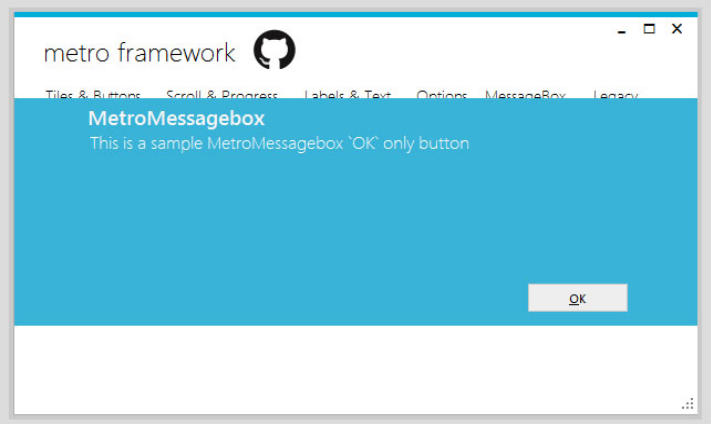 metro framework
Tiles & Buttons Scroll & Progress Labels & Text Options MessageBox Legacy
MetroMessagebox
This is a sample MetroMessagebox `OK` only button
OK